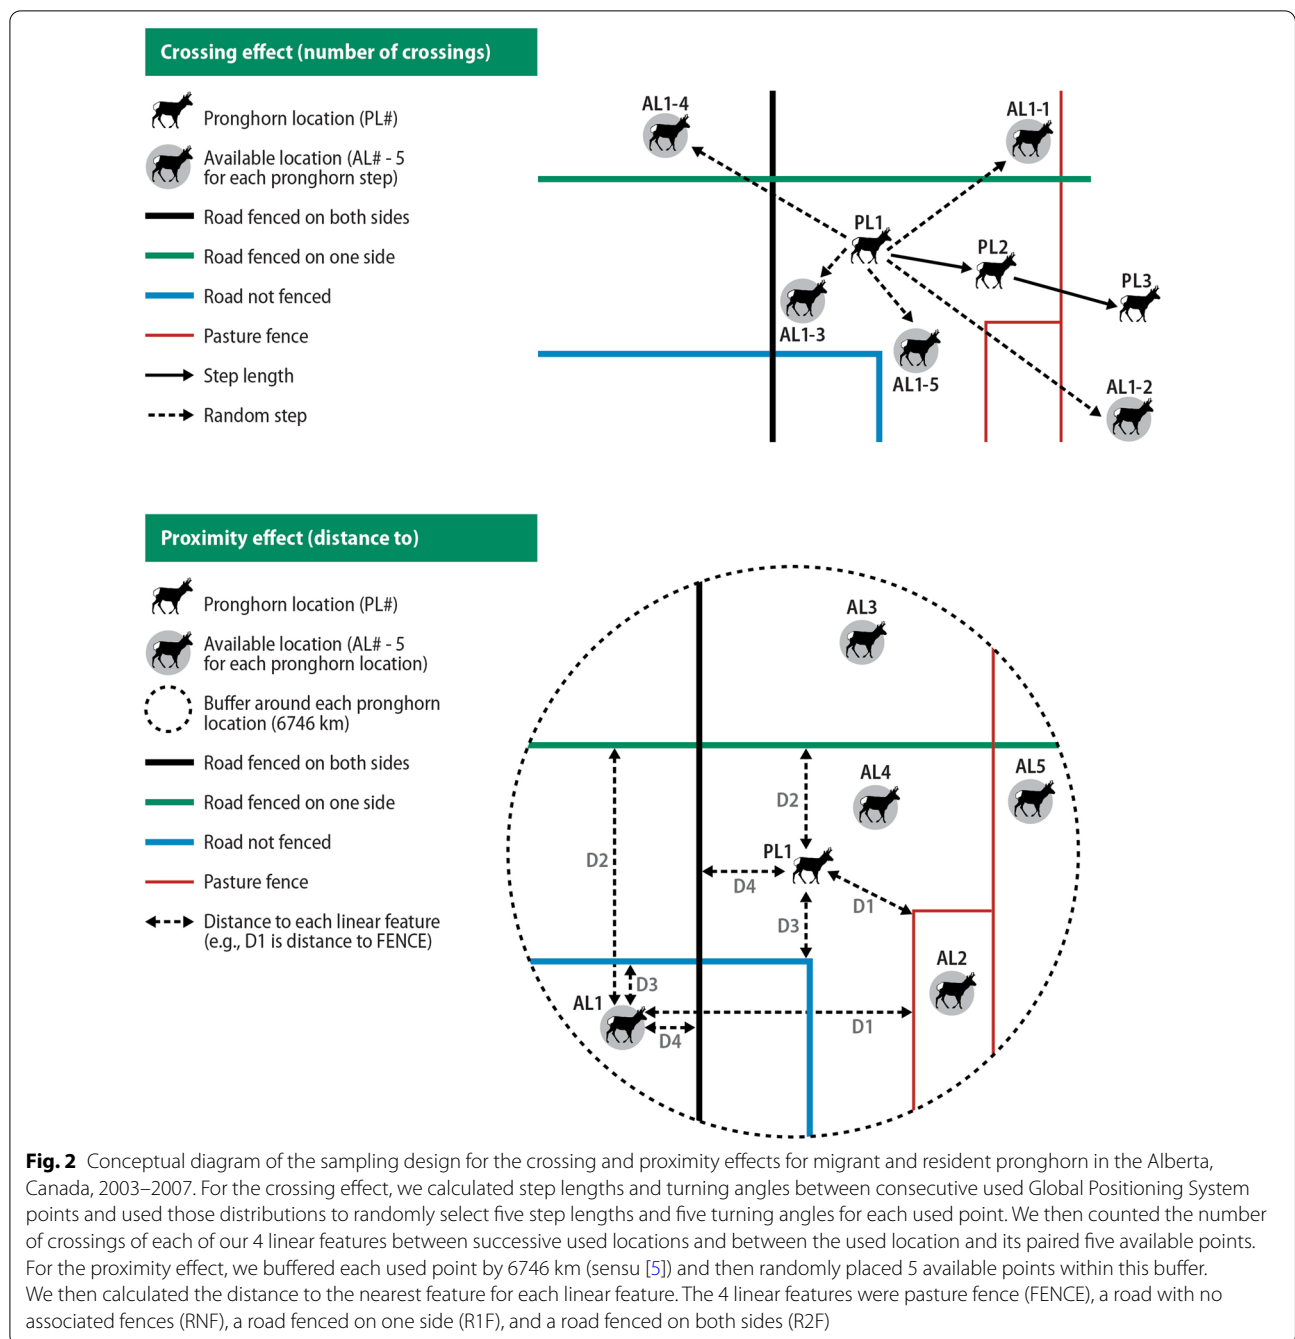 Crossing effect (number of crossings)
Pronghorn location (PL#)
Available location (AL# - 5
for each pronghorn step)
Road fenced on both sides
Road fenced on one side
Road not fenced
Pasture fence
Step length
Random step
AL1-4
AL1-1
PL1
PL2
PL3
AL1-3
AL1-5
AL1-2
Proximity effect (distance to)
Pronghorn location (PL#)
Available location (AL# - 5
for each pronghorn location)
Buffer around each pronghorn
location (6746 km)
Road fenced on both sides
Road fenced on one side
Road not fenced
Pasture fence
Distance to each linear feature
(e.g., D1 is distance to FENCE)
AL3
AL5
AL4
D2
PL1
D2
D4
D1
D3
AL2
D3
AL1
D1
D4
Fig. 2 Conceptual diagram of the sampling design for the crossing and proximity effects for migrant and resident pronghorn in the Alberta,
Canada, 2003–2007. For the crossing effect, we calculated step lengths and turning angles between consecutive used Global Positioning System
points and used those distributions to randomly select five step lengths and five turning angles for each used point. We then counted the number
of crossings of each of our 4 linear features between successive used locations and between the used location and its paired five available points.
For the proximity effect, we buffered each used point by 6746 km (sensu [5]) and then randomly placed 5 available points within this buffer.
We then calculated the distance to the nearest feature for each linear feature. The 4 linear features were pasture fence (FENCE), a road with no
associated fences (RNF), a road fenced on one side (R1F), and a road fenced on both sides (R2F)